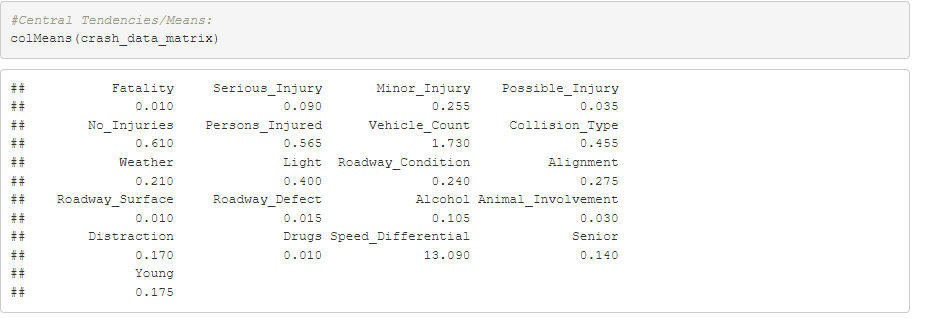 #Central Tendencies/Means:
colMeans(crash_data_matrix)
## Fatality Serious_Injury Minor_Injury Possible_Injury
## 0.010 0.090 0.255 0.035
## No_Injuries Persons_Injured Vehicle_Count Collision_Type
## 0.610 0.565 1.730 0.455
## Weather Light Roadway_Condition Alignment
## 0.210 0.400 0.240 0.275
## Roadway_Surface Roadway_Defect Alcohol Animal_Involvement
## 0.010 0.015 0.105 0.030
## Distraction Drugs Speed_Differential Senior
## 0.170 0.010 13.090 0.140
## Young
## 0.175